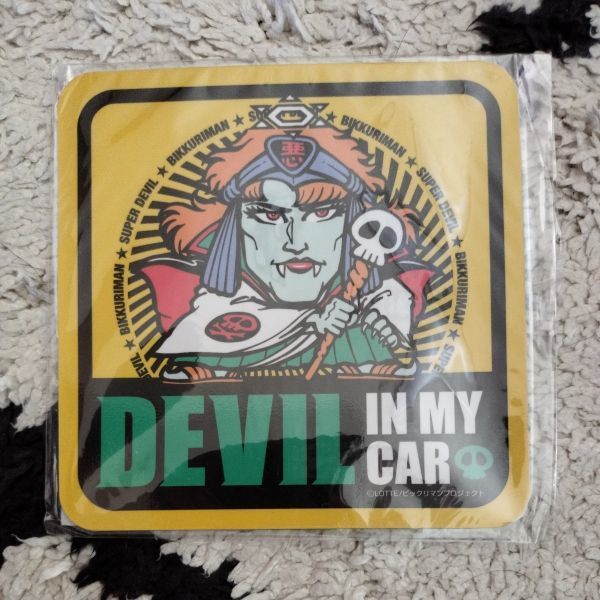 DEVIL ★ BIKKURIMAN ★ SUPER DEVIL ★ BIKKURIMAN ★ BIKKURIMAN ★ SUPER DEVIL ★ BIKKURIMAN ★
悪
DEVIL
IN MY
CAR
©LOTTE/ビックリマンプロジェクト